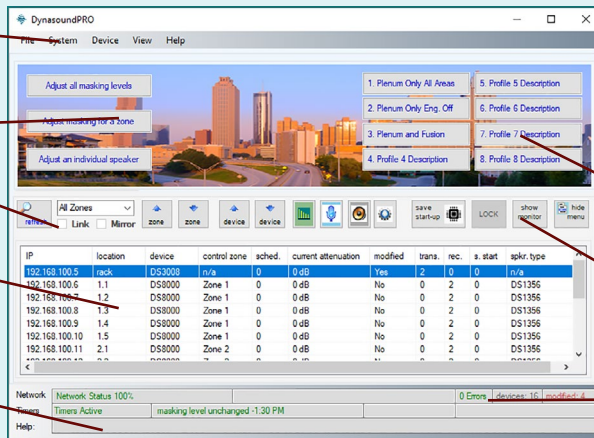 DynasoundPRO
File System Device View Help
Adjust all masking levels
Adjust masking for a zone
Adjust an individual speaker
1. Plenum Only All Areas 5. Profile 5 Description
2. Plenum Only Eng. Off 6. Profile 6 Description
3. Plenum and Fusion 7. Profile 7 Description
4. Profile 4 Description 8. Profile 8 Description
refresh All Zones zone zone device device save start-up LOCK show monitor hide menu
Link Mirror
IP location device control zone sched. current attenuation modified trans. rec. s. start spkr. type
192.168.100.5 rack DS3008 n/a 0 0 dB Yes 2 0 0 n/a
192.168.100.6 1.1 DS8000 Zone 1 0 0 dB No 0 2 0 DS1356
192.168.100.7 1.2 DS8000 Zone 1 0 0 dB No 0 2 0 DS1356
192.168.100.8 1.3 DS8000 Zone 1 0 0 dB No 0 2 0 DS1356
192.168.100.9 1.4 DS8000 Zone 1 0 0 dB No 0 2 0 DS1356
192.168.100.10 1.5 DS8000 Zone 1 0 0 dB No 0 2 0 DS1356
192.168.100.11 2.1 DS8000 Zone 2 0 0 dB No 0 2 0 DS1356
Network Network Status 100% 0 Errors devices: 16 modified: 4
Timers Timers Active masking level unchanged -1:30 PM
Help: